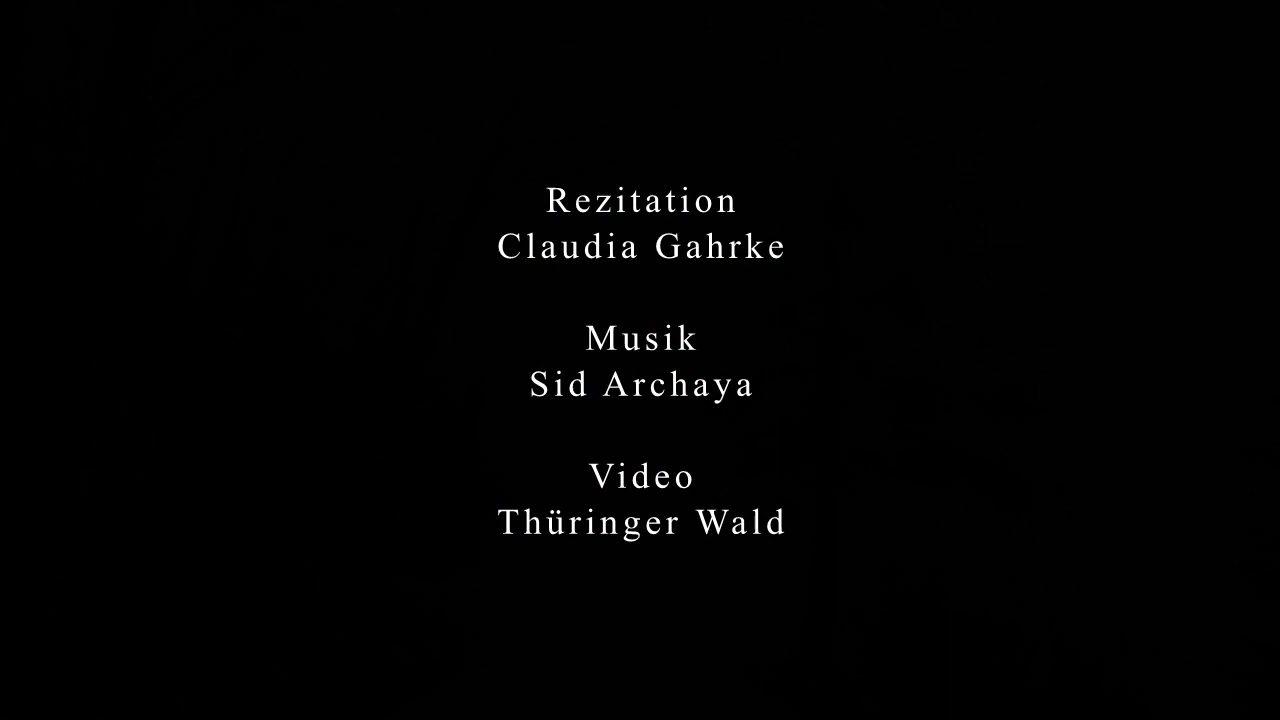 Rezitation
Claudia Gahrke
Musik
Sid Archaya
Video
Thüringer Wald